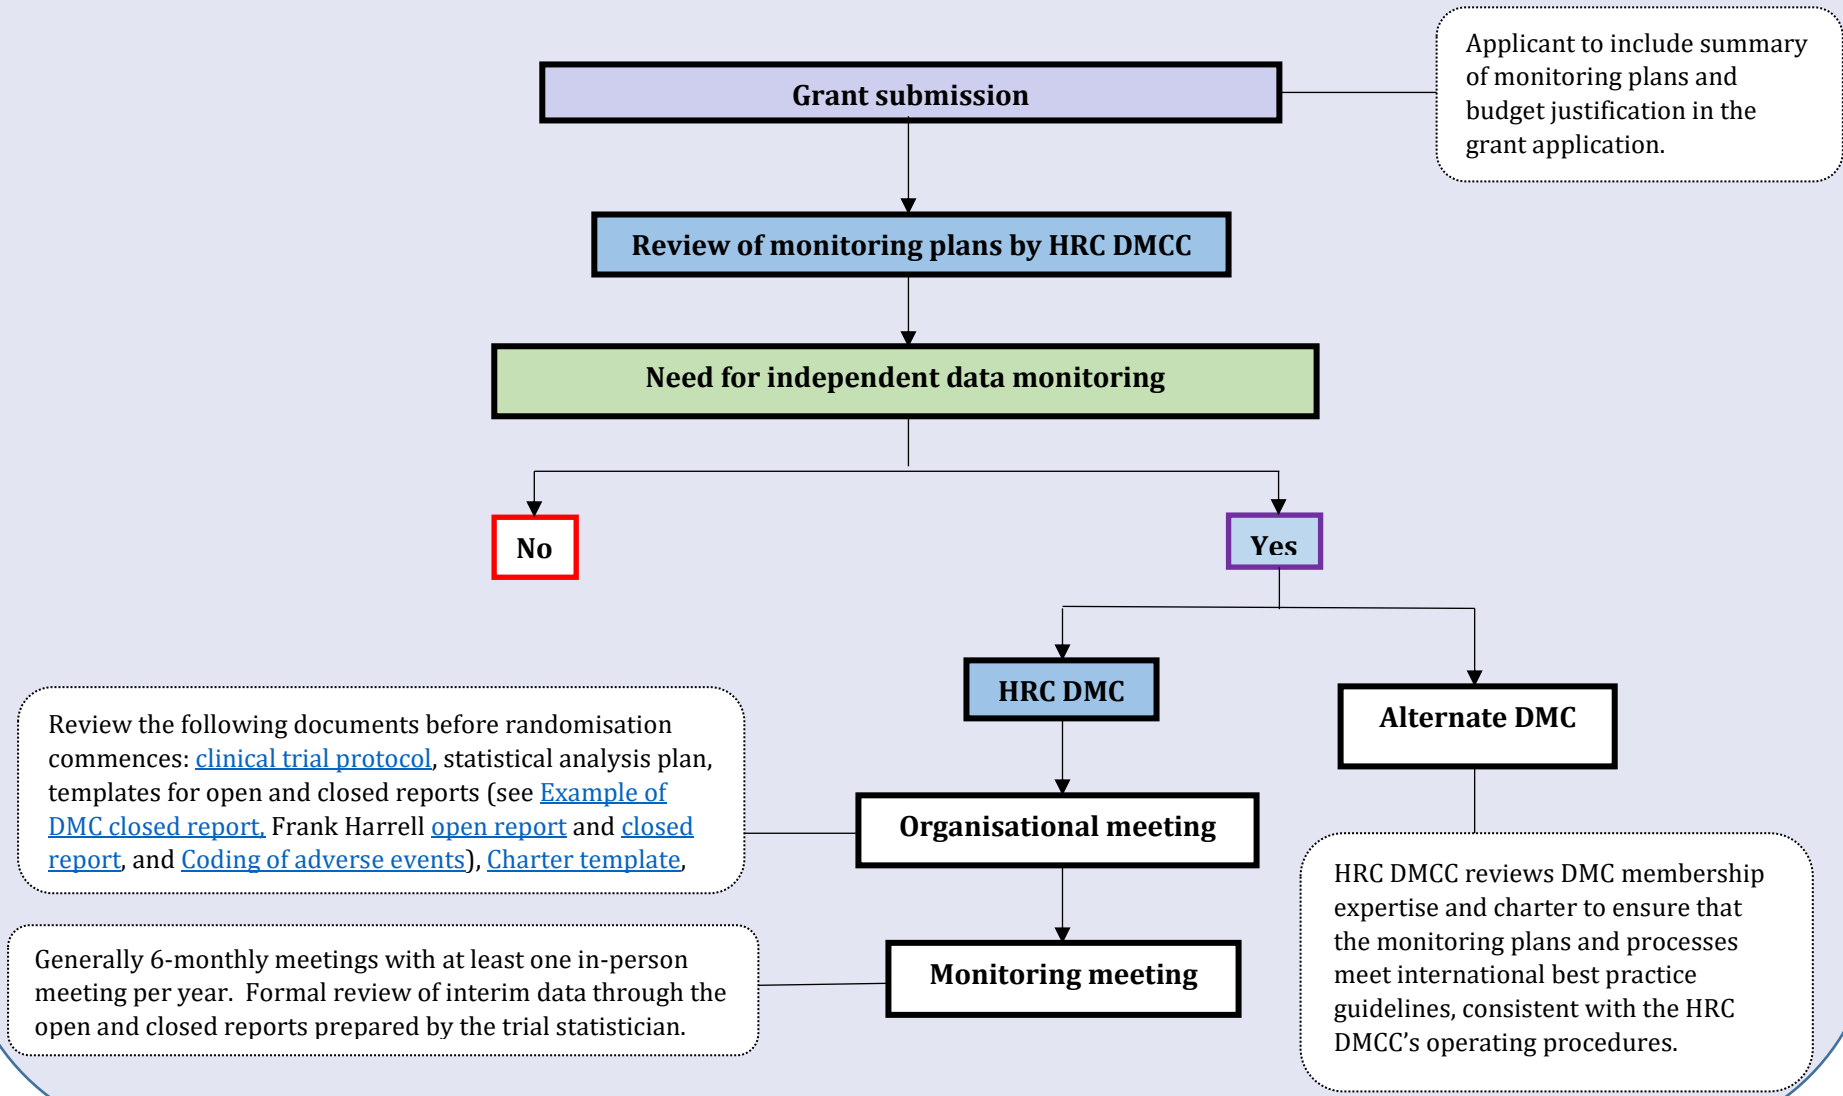 Applicant to include summary
of monitoring plans and
budget justification in the
grant application.
Grant submission
Review of monitoring plans by HRC DMCC
Need for independent data monitoring
No
Yes
HRC DMC
Alternate DMC
Review the following documents before randomisation
commences: clinical trial protocol, statistical analysis plan,
templates for open and closed reports (see Example of
DMC closed report, Frank Harrell open report and closed
report, and Coding of adverse events), Charter template,
Organisational meeting
HRC DMCC reviews DMC membership
expertise and charter to ensure that
the monitoring plans and processes
meet international best practice
guidelines, consistent with the HRC
DMCC's operating procedures.
Generally 6-monthly meetings with at least one in-person
meeting per year.  Formal review of interim data through the
open and closed reports prepared by the trial statistician.
Monitoring meeting